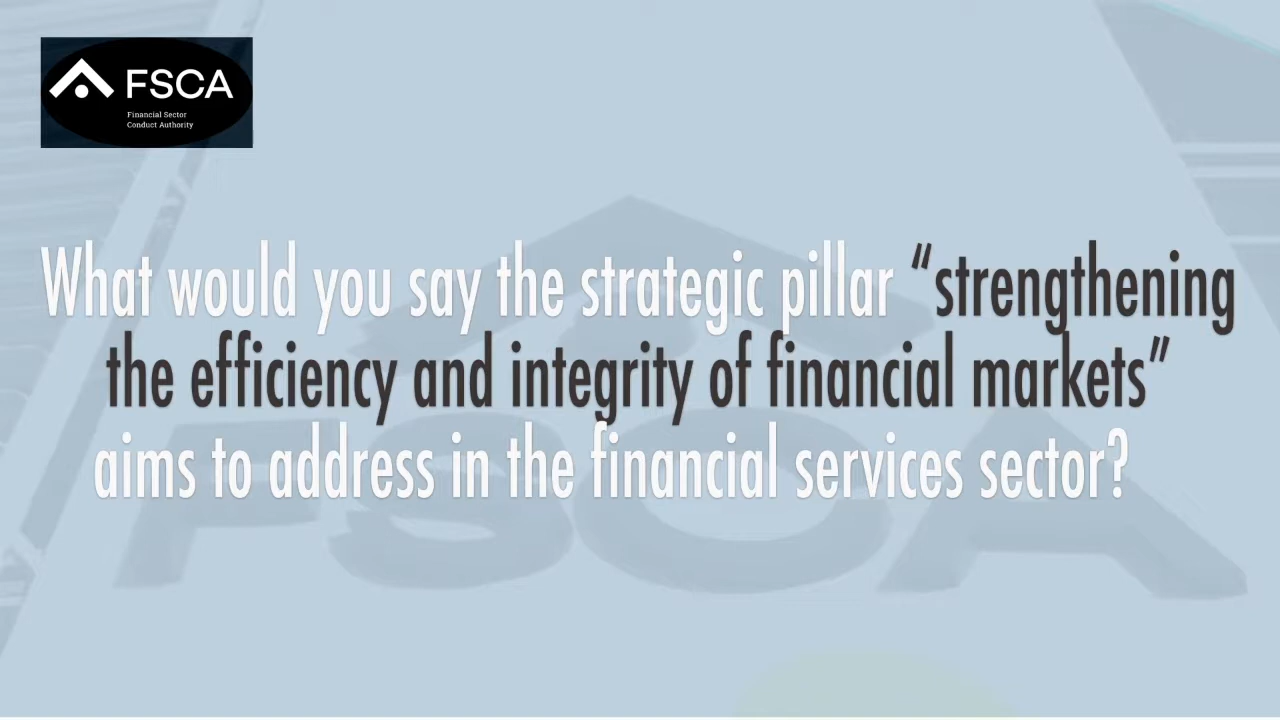 FSCA
Financial Sector
Conduct Authority
What would you say the strategic pillar “strengthening
the efficiency and integrity of financial markets”
aims to address in the financial services sector?
FSCA